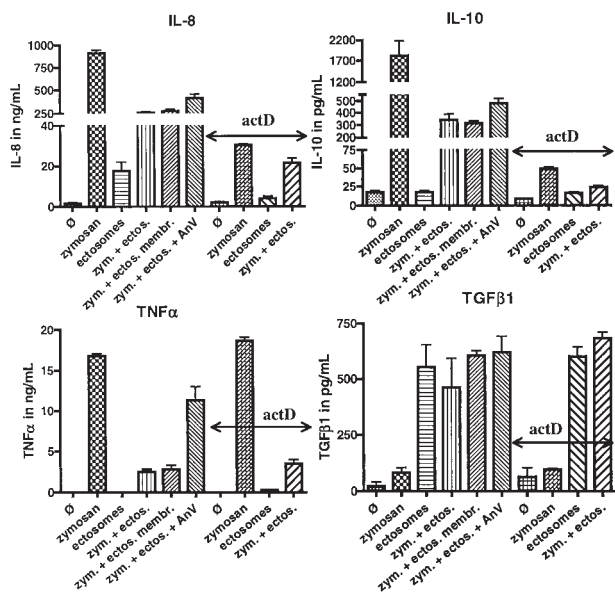 IL-8
IL-8 in ng/mL
1000
750
500
250
40
20
0
actD
Ø
zymosan
ectosomes
zym. + ectos.
zym. + ectos. membr.
zym. + ectos. + AnV
Ø
zymosan
ectosomes
zym. + ectos.
IL-10
IL-10 in pg/mL
2200
1700
1200
500
400
300
200
75
50
25
0
actD
Ø
zymosan
ectosomes
zym. + ectos.
zym. + ectos. membr.
zym. + ectos. + AnV
Ø
zymosan
ectosomes
zym. + ectos.
TNFα
TNFα in ng/mL
20
15
10
5
0
actD
Ø
zymosan
ectosomes
zym. + ectos.
zym. + ectos. membr.
zym. + ectos. + AnV
Ø
zymosan
ectosomes
zym. + ectos.
TGFβ1
TGFβ1 in pg/mL
750
500
250
0
actD
Ø
zymosan
ectosomes
zym. + ectos.
zym. + ectos. membr.
zym. + ectos. + AnV
Ø
zymosan
ectosomes
zym. + ectos.